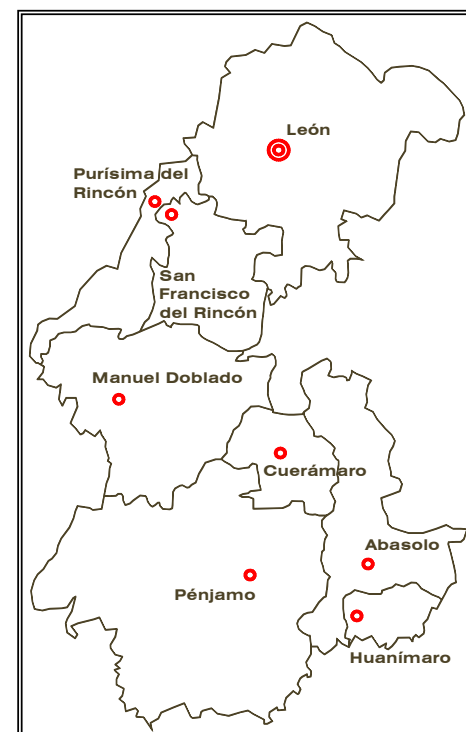 León
Purísima del
Rincón
San
Francisco
del Rincón
Manuel Doblado
Cuerámaro
Abasolo
Pénjamo
Huanímaro